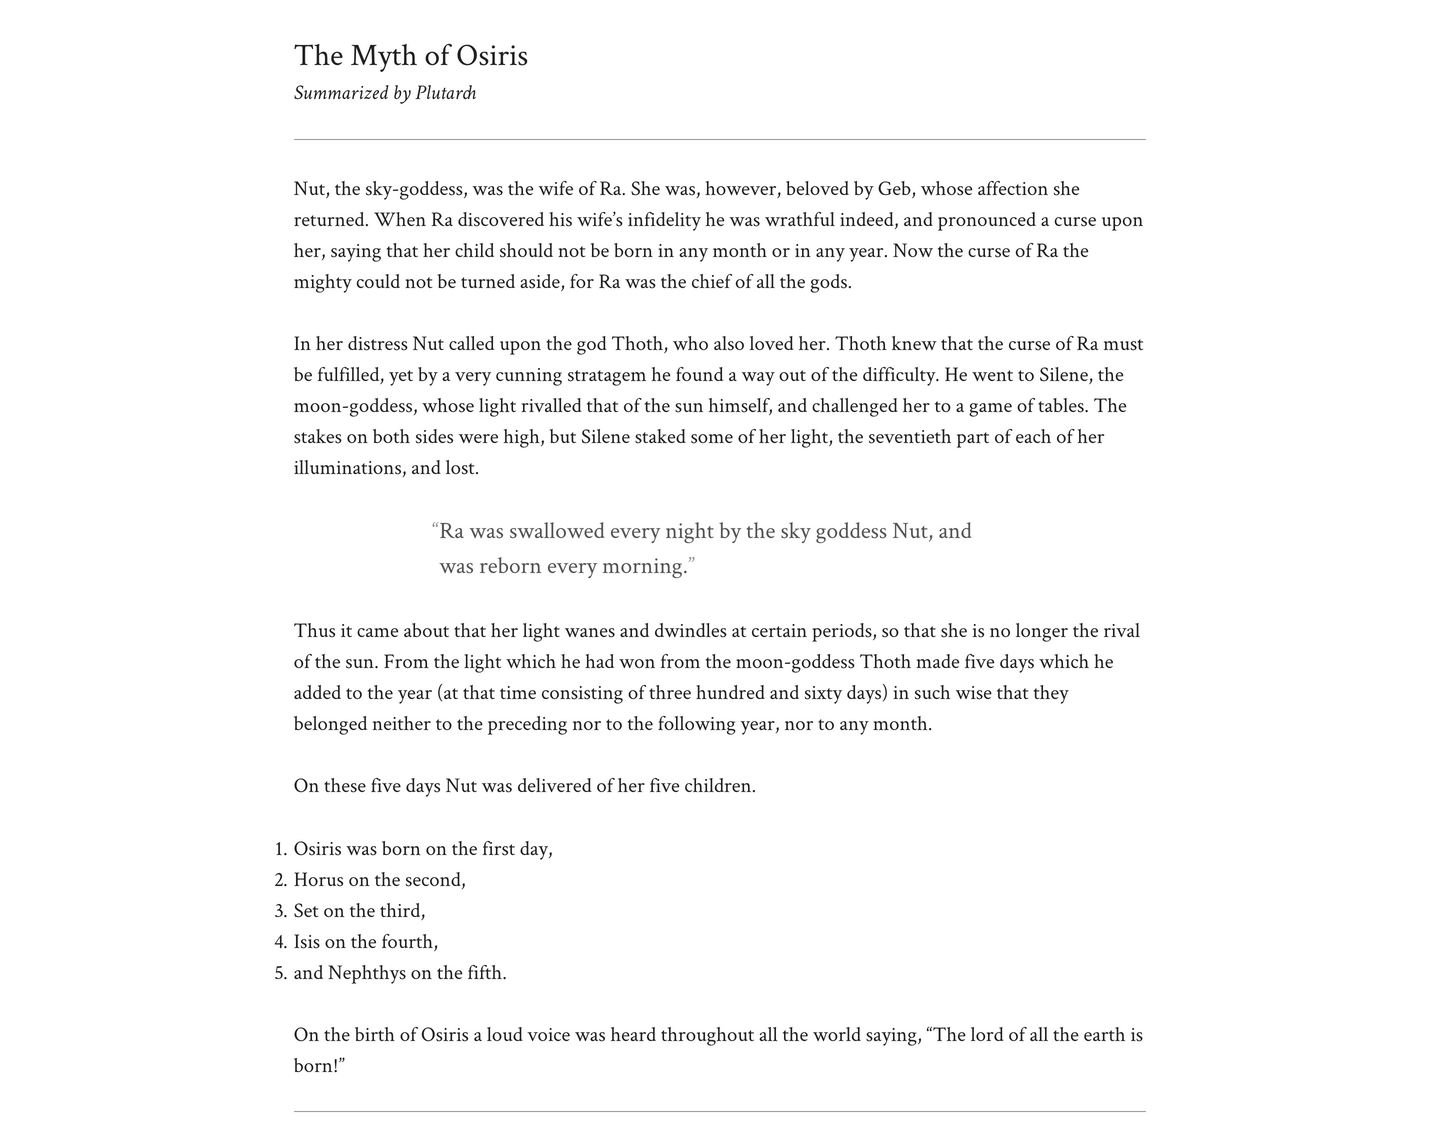 The Myth of Osiris
Summarized by Plutarch
Nut, the sky-goddess, was the wife of Ra. She was, however, beloved by Geb, whose affection she
returned. When Ra discovered his wife’s infidelity he was wrathful indeed, and pronounced a curse upon
her, saying that her child should not be born in any month or in any year. Now the curse of Ra the
mighty could not be turned aside, for Ra was the chief of all the gods.
In her distress Nut called upon the god Thoth, who also loved her. Thoth knew that the curse of Ra must
be fulfilled, yet by a very cunning stratagem he found a way out of the difficulty. He went to Silene, the
moon-goddess, whose light rivalled that of the sun himself, and challenged her to a game of tables. The
stakes on both sides were high, but Silene staked some of her light, the seventieth part of each of her
illuminations, and lost.
“Ra was swallowed every night by the sky goddess Nut, and
was reborn every morning.”
Thus it came about that her light wanes and dwindles at certain periods, so that she is no longer the rival
of the sun. From the light which he had won from the moon-goddess Thoth made five days which he
added to the year (at that time consisting of three hundred and sixty days) in such wise that they
belonged neither to the preceding nor to the following year, nor to any month.
On these five days Nut was delivered of her five children.
1. Osiris was born on the first day,
2. Horus on the second,
3. Set on the third,
4. Isis on the fourth,
5. and Nephthys on the fifth.
On the birth of Osiris a loud voice was heard throughout all the world saying, “The lord of all the earth is
born!”